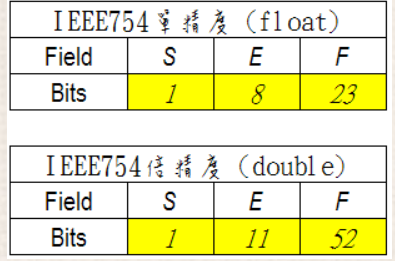 IEEE754單精度(float)
Field S E F
Bits 1 8 23
IEEE754倍精度(double)
Field S E F
Bits 1 11 52